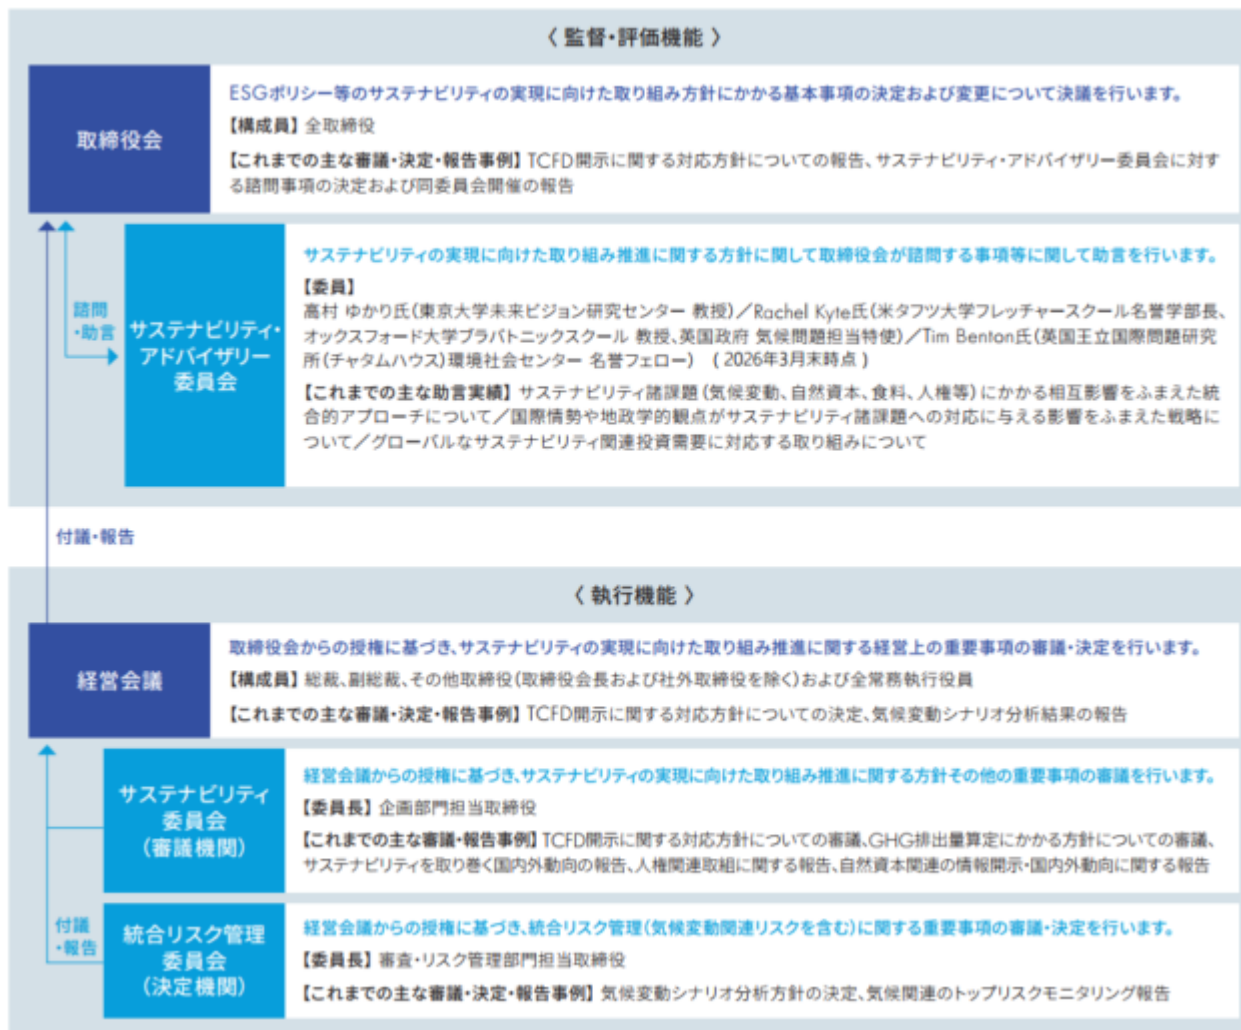 〈 監督・評価機能 〉
取締役会
ESGポリシー等のサステナビリティの実現に向けた取り組み方針にかかる基本事項の決定および変更について決議を行います。
【構成員】全取締役
【これまでの主な審議・決定・報告事例】TCFD開示に関する対応方針についての報告、サステナビリティ・アドバイザリー委員会に対す
る諮問事項の決定および同委員会開催の報告
諮問
・助言
サステナビリティ・
アドバイザリー
委員会
サステナビリティの実現に向けた取り組み推進に関する方針に関して取締役会が諮問する事項等に関して助言を行います。
【委員】
高村 ゆかり氏(東京大学未来ビジョン研究センター 教授)／Rachel Kyte氏(米タフツ大学フレッチャースクール名誉学部長、
オックスフォード大学ブラバトニックスクール 教授、英国政府 気候問題担当特使)／Tim Benton氏(英国王立国際問題研究
所(チャタムハウス)環境社会センター 名誉フェロー) (2026年3月末時点)
【これまでの主な助言実績】サステナビリティ諸課題(気候変動、自然資本、食料、人権等)にかかる相互影響をふまえた統
合的アプローチについて／国際情勢や地政学的観点がサステナビリティ諸課題への対応に与える影響をふまえた戦略に
ついて／グローバルなサステナビリティ関連投資需要に対応する取り組みについて
付議・報告
〈 執行機能 〉
経営会議
取締役会からの授権に基づき、サステナビリティの実現に向けた取り組み推進に関する経営上の重要事項の審議・決定を行います。
【構成員】総裁、副総裁、その他取締役(取締役会長および社外取締役を除く)および全常務執行役員
【これまでの主な審議・決定・報告事例】TCFD開示に関する対応方針についての決定、気候変動シナリオ分析結果の報告
サステナビリティ
委員会
(審議機関)
経営会議からの授権に基づき、サステナビリティの実現に向けた取り組み推進に関する方針その他の重要事項の審議を行います。
【委員長】企画部門担当取締役
【これまでの主な審議・報告事例】TCFD開示に関する対応方針についての審議、GHG排出量算定にかかる方針についての審議、
サステナビリティを取り巻く国内外動向の報告、人権関連取組に関する報告、自然資本関連の情報開示・国内外動向に関する報告
付議
・報告
統合リスク管理
委員会
(決定機関)
経営会議からの授権に基づき、統合リスク管理(気候変動関連リスクを含む)に関する重要事項の審議・決定を行います。
【委員長】審査・リスク管理部門担当取締役
【これまでの主な審議・決定・報告事例】気候変動シナリオ分析方針の決定、気候関連のトップリスクモニタリング報告